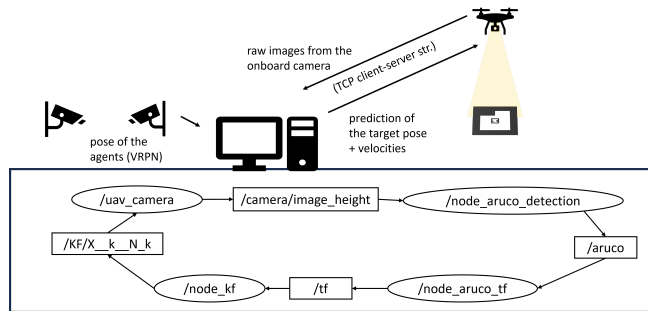 raw images from the
onboard camera
(TCP client-server str.)
pose of the
agents (VRPN)
prediction of
the target pose
+ velocities
/uav_camera
/camera/image_height
/node_aruco_detection
/KF/X__k__N_k
/aruco
/node_kf
/tf
/node_aruco_tf